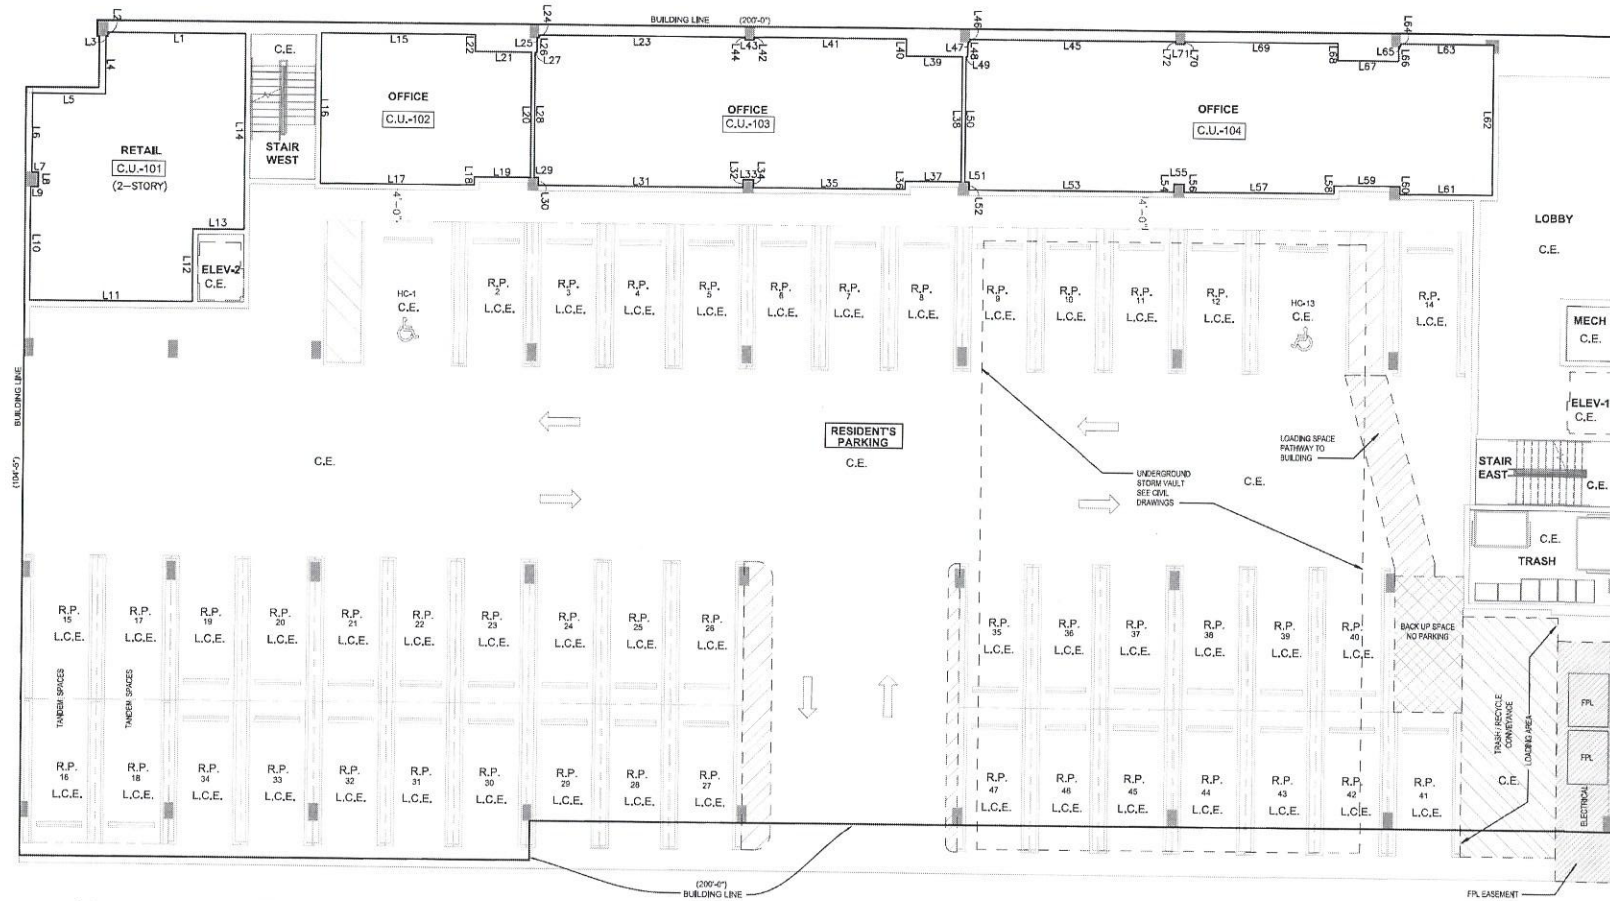 BUILDING LINE (200'-0")
L2
L3
L1
L4
L5
L6
L7
L8
L9
L10
L11
L12
L13
L14
RETAIL
C.U.-101
(2-STORY)
ELEV-2
C.E.
C.E.
STAIR
WEST
L15
L16
L17
L18
L19
L20
L21
L22
OFFICE
C.U.-102
4'-0"
L23
L24
L25
L26
L27
L28
L29
L30
L31
L32
L33
L34
L35
L36
L37
L38
L39
L40
L41
L42
L43
L44
OFFICE
C.U.-103
L45
L46
L47
L48
L49
L50
L51
L52
L53
L54
L55
L56
L57
L58
L59
L60
L61
L62
L63
L64
L65
L66
L67
L68
L69
L70
L71
L72
OFFICE
C.U.-104
4'-0"
LOBBY
C.E.
MECH
C.E.
ELEV-1
C.E.
STAIR
EAST
C.E.
C.E.
TRASH
HC-1
C.E.
R.P.
2
L.C.E.
R.P.
3
L.C.E.
R.P.
4
L.C.E.
R.P.
5
L.C.E.
R.P.
6
L.C.E.
R.P.
7
L.C.E.
R.P.
8
L.C.E.
R.P.
9
L.C.E.
R.P.
10
L.C.E.
R.P.
11
L.C.E.
R.P.
12
L.C.E.
HC-13
C.E.
R.P.
14
L.C.E.
BUILDING LINE
(104'-5")
C.E.
RESIDENT'S
PARKING
C.E.
UNDERGROUND
STORM VAULT
SEE CIVIL
DRAWINGS
LOADING SPACE
PATHWAY TO
BUILDING
C.E.
R.P.
15
L.C.E.
R.P.
17
L.C.E.
R.P.
19
L.C.E.
R.P.
20
L.C.E.
R.P.
21
L.C.E.
R.P.
22
L.C.E.
R.P.
23
L.C.E.
R.P.
24
L.C.E.
R.P.
25
L.C.E.
R.P.
26
L.C.E.
R.P.
35
L.C.E.
R.P.
36
L.C.E.
R.P.
37
L.C.E.
R.P.
38
L.C.E.
R.P.
39
L.C.E.
R.P.
40
L.C.E.
BACK UP SPACE
NO PARKING
TANDEM SPACES
TANDEM SPACES
R.P.
16
L.C.E.
R.P.
18
L.C.E.
R.P.
34
L.C.E.
R.P.
33
L.C.E.
R.P.
32
L.C.E.
R.P.
31
L.C.E.
R.P.
30
L.C.E.
R.P.
29
L.C.E.
R.P.
28
L.C.E.
R.P.
27
L.C.E.
R.P.
47
L.C.E.
R.P.
46
L.C.E.
R.P.
45
L.C.E.
R.P.
44
L.C.E.
R.P.
43
L.C.E.
R.P.
42
L.C.E.
R.P.
41
L.C.E.
TRASH / RECYCLE
CONVEYANCE
C.E.
LOADING AREA
FPL
FPL
ELECTRICAL
(200'-0")
BUILDING LINE
FPL EASEMENT